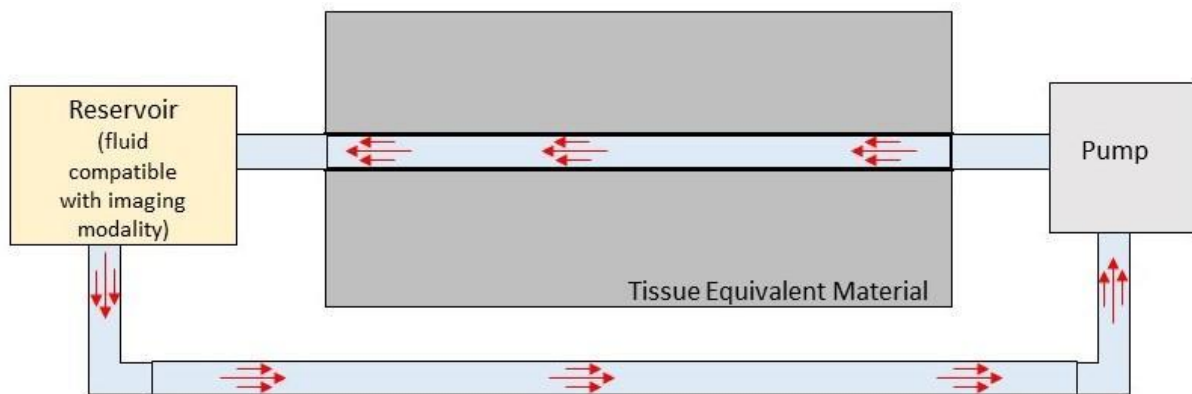 Reservoir
(fluid
compatible
with imaging
modality)
Pump
Tissue Equivalent Material